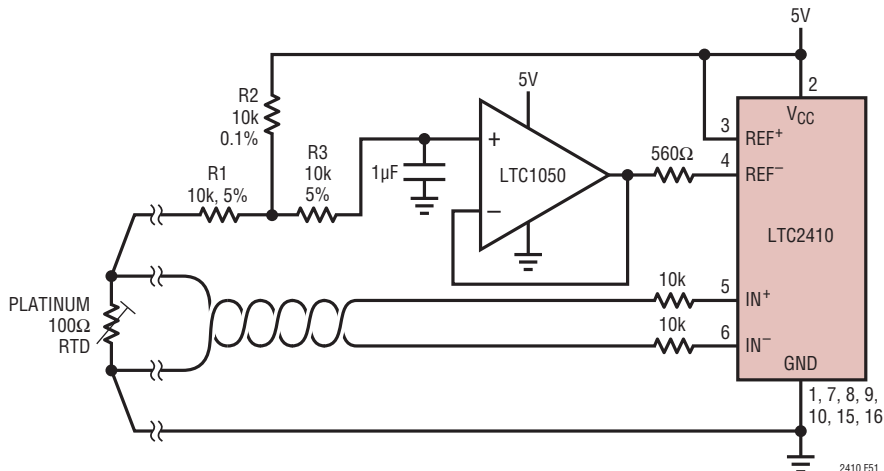 5V
R2
10k
0.1%
R1
10k, 5%
R3
10k
5%
1µF
5V
+
LTC1050
−
560Ω
2
VCC
3
REF+
4
REF−
LTC2410
10k
5
IN+
10k
6
IN−
GND
1, 7, 8, 9,
10, 15, 16
PLATINUM
100Ω
RTD
2410 F51